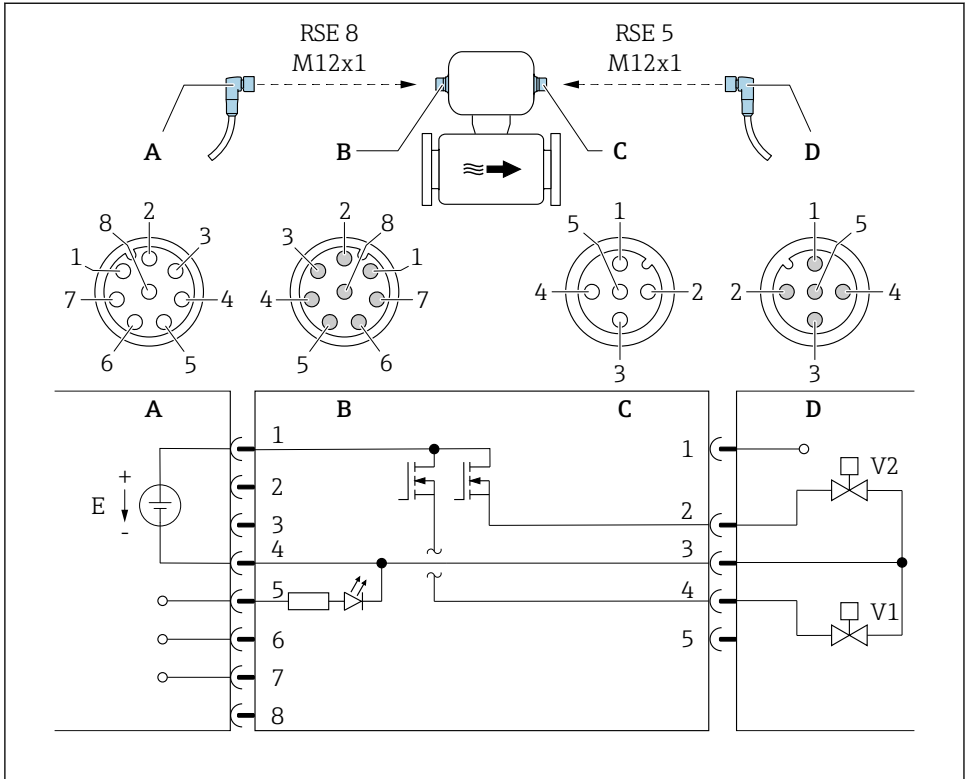 RSE 8 RSE 5
M12x1 M12x1
A B C D
8 2 3 1 7 4 6 5
2 8 3 1 4 7 5 6
1 5 4 2 3
1 5 2 4 3
A B C D
1 1
+ V2
2 2
E
3
- 4 3
5 4
V1
6 5
7
8